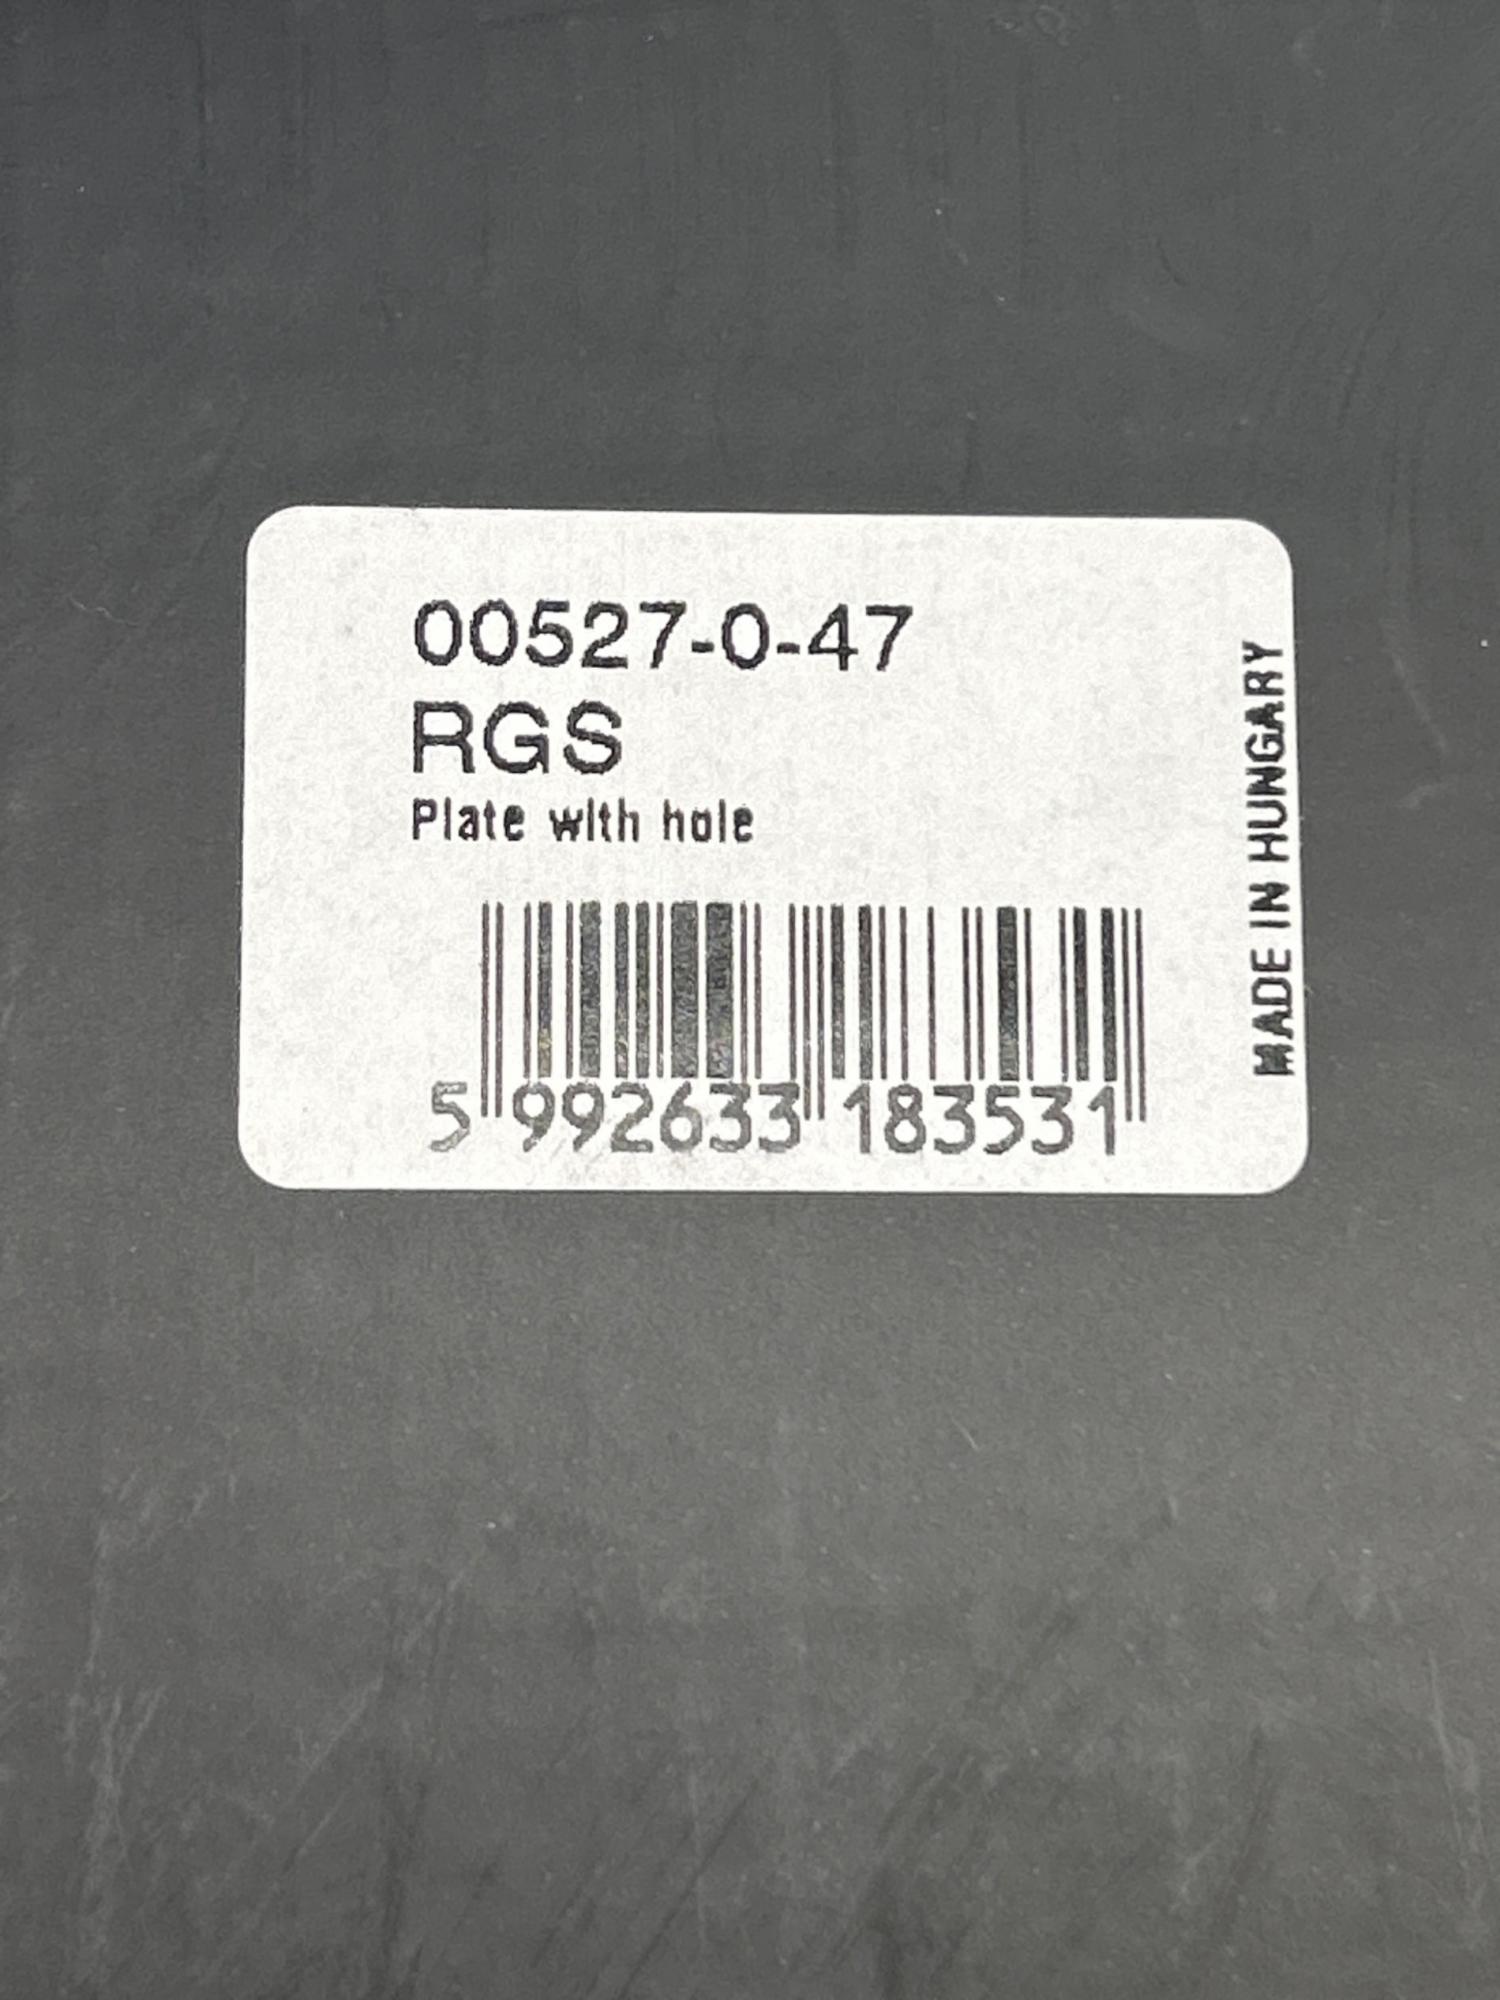 00527-0-47
RGS
Plate with hole
5 992633 183531
MADE IN HUNGARY